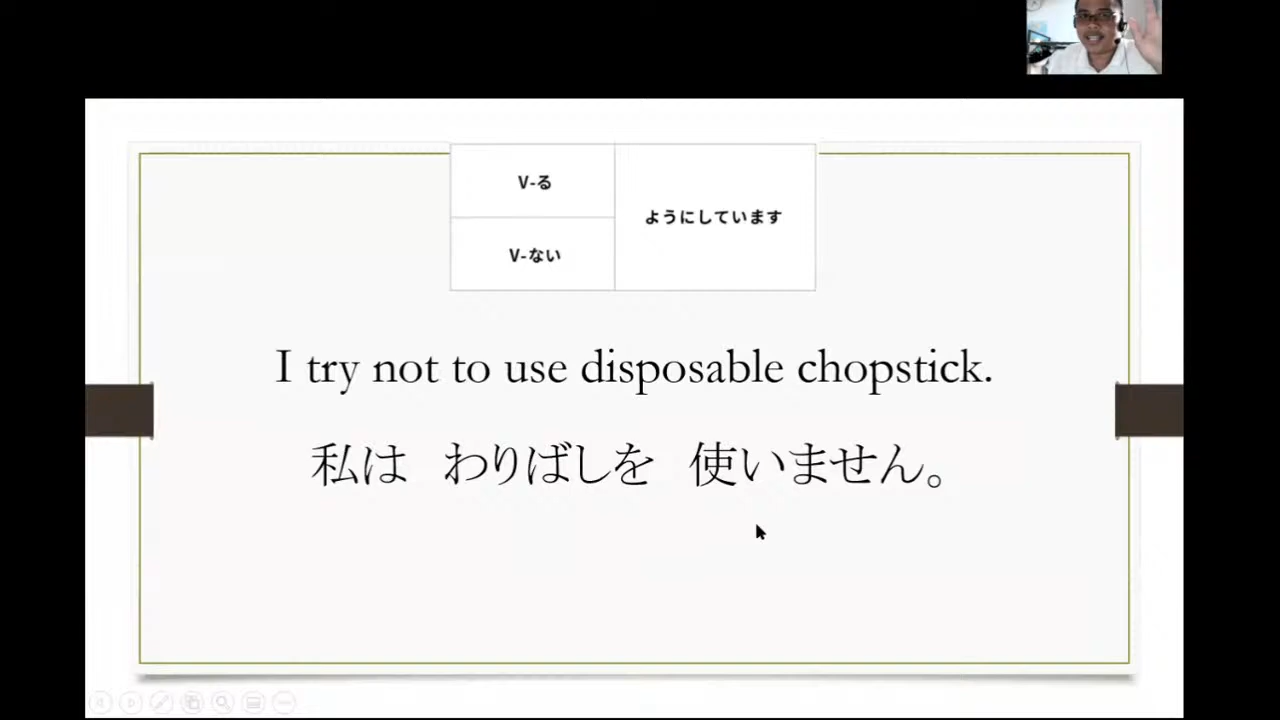 V-る
ようにしています
V-ない
I try not to use disposable chopstick.
私は わりばしを 使いません。